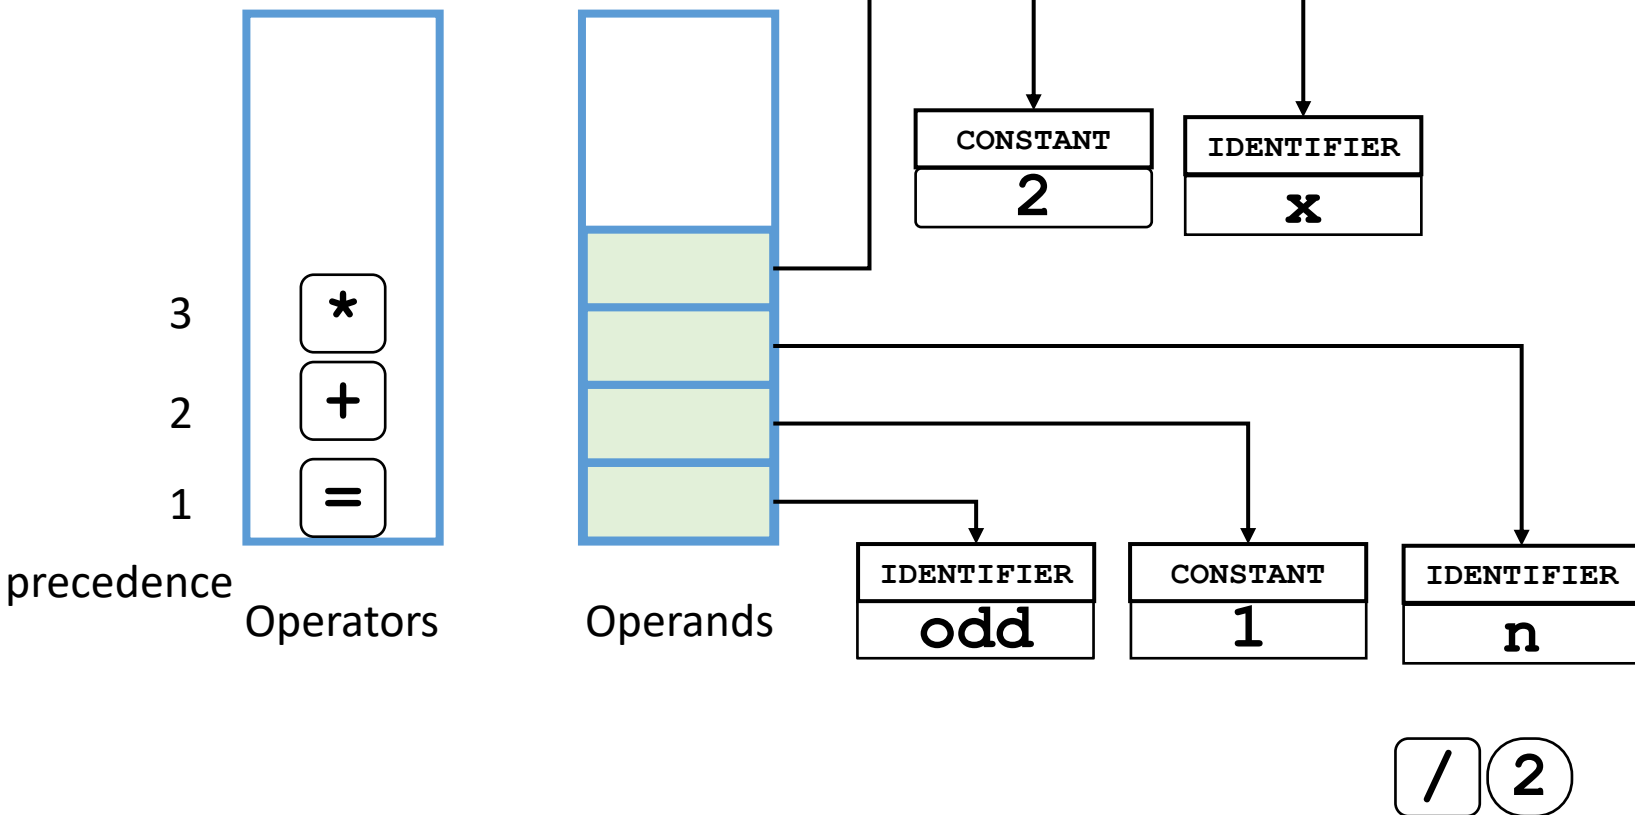 CONSTANT
2
IDENTIFIER
x
3
*
2
+
1
=
precedence
Operators
Operands
IDENTIFIER
odd
CONSTANT
1
IDENTIFIER
n
/ 2